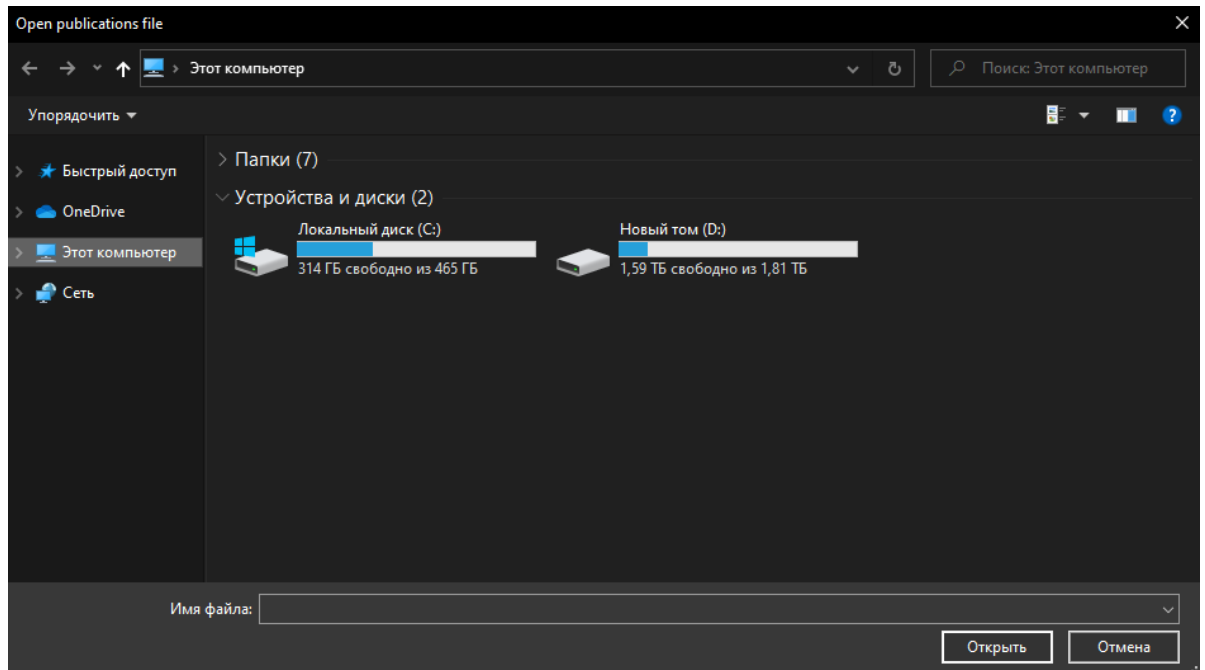 Open publications file
Этот компьютер
Поиск: Этот компьютер
Упорядочить
Быстрый доступ
OneDrive
Этот компьютер
Сеть
Папки (7)
Устройства и диски (2)
Локальный диск (C:)
314 ГБ свободно из 465 ГБ
Новый том (D:)
1,59 ТБ свободно из 1,81 ТБ
Имя файла:
Открыть
Отмена